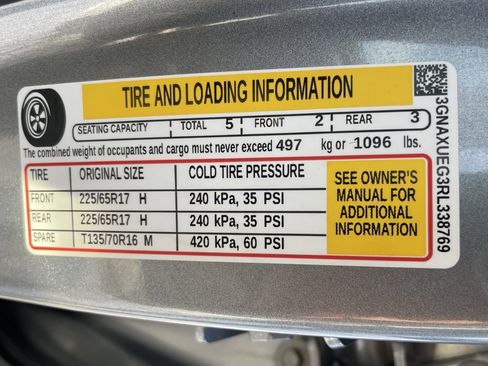 TIRE AND LOADING INFORMATION
SEATING CAPACITY TOTAL 5 FRONT 2 REAR 3
The combined weight of occupants and cargo must never exceed 497 kg or 1096 lbs.
TIRE ORIGINAL SIZE COLD TIRE PRESSURE
FRONT 225/65R17 H 240 kPa, 35 PSI
REAR 225/65R17 H 240 kPa, 35 PSI
SPARE T135/70R16 M 420 kPa, 60 PSI
SEE OWNER'S
MANUAL FOR
ADDITIONAL
INFORMATION
3GNAXUEG3RL338769